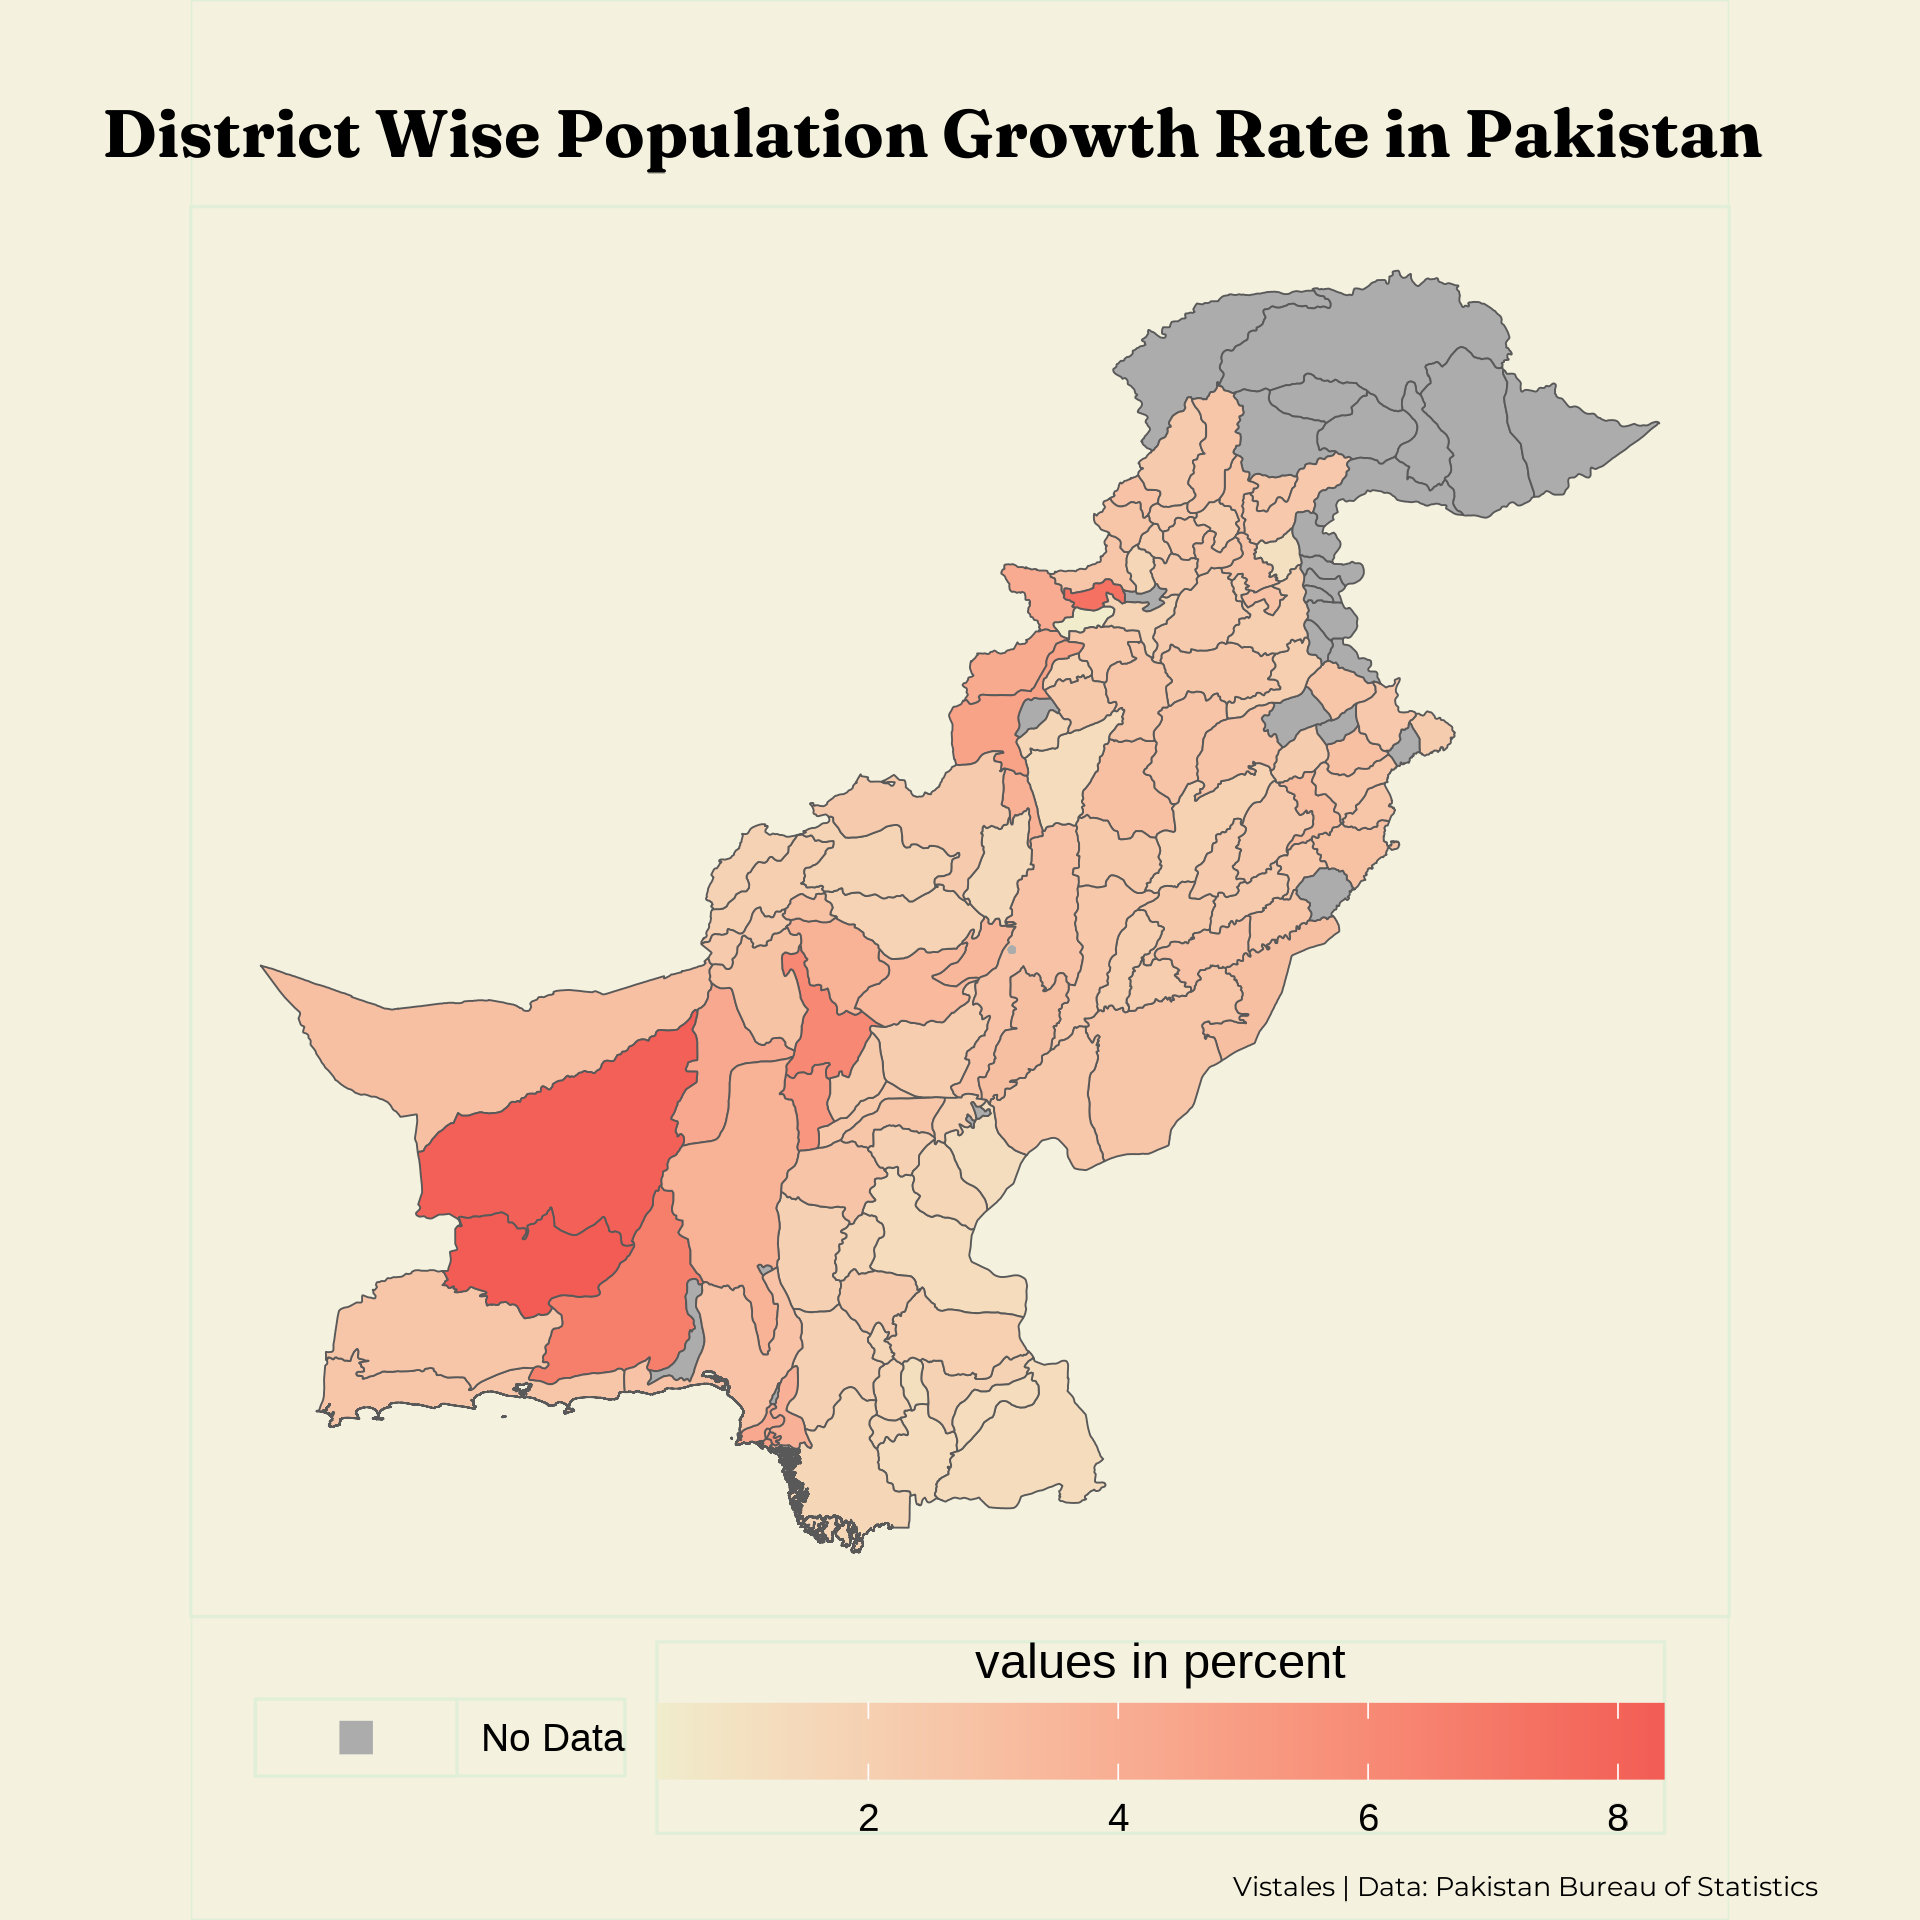 District Wise Population Growth Rate in Pakistan
values in percent
No Data
2 4 6 8
Vistales | Data: Pakistan Bureau of Statistics